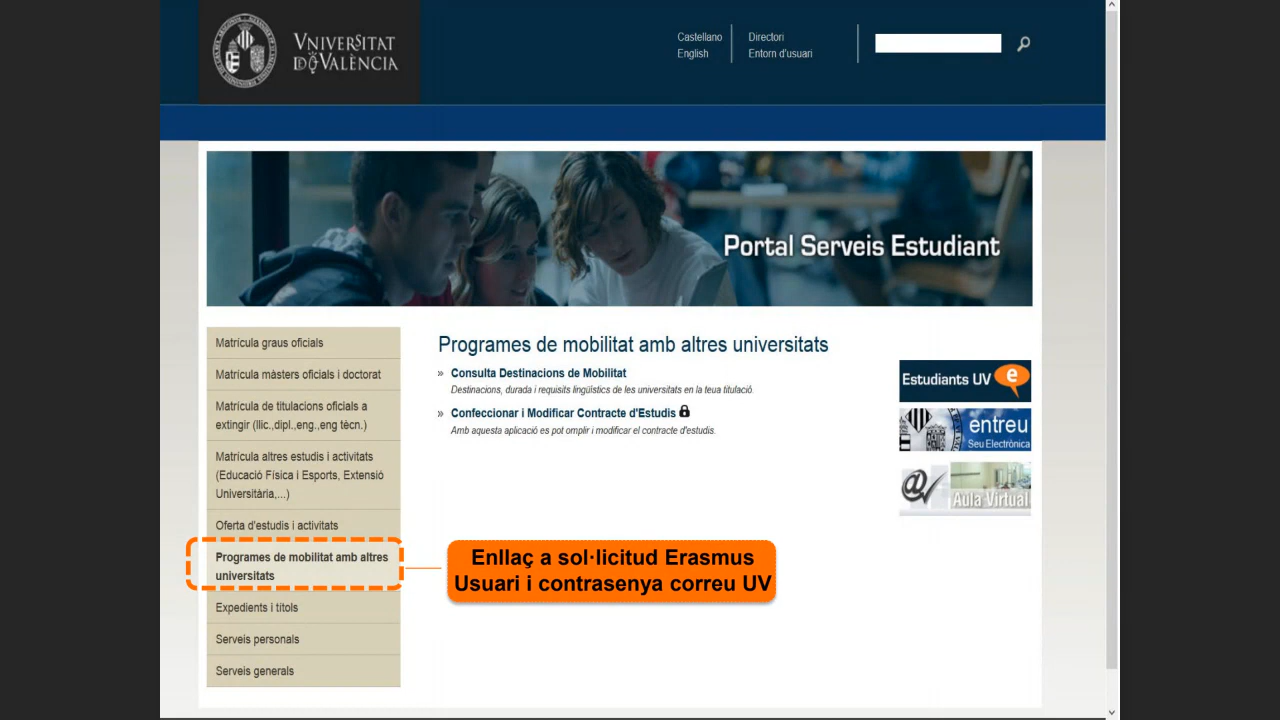 VNIVERSITAT
D'VALÈNCIA
Castellano
English
Directori
Entorn d'usuari
Portal Serveis Estudiant
Matrícula graus oficials
Matrícula màsters oficials i doctorat
Matrícula de titulacions oficials a
extingir (llic.,dipl.,eng.,eng tècn.)
Matrícula altres estudis i activitats
(Educació Física i Esports, Extensió
Universitària,...)
Oferta d'estudis i activitats
Programes de mobilitat amb altres
universitats
Expedients i títols
Serveis personals
Serveis generals
Programes de mobilitat amb altres universitats
» Consulta Destinacions de Mobilitat
Destinacions, durada i requisits lingüístics de les universitats en la teua titulació.
» Confeccionar i Modificar Contracte d'Estudis
Amb aquesta aplicació es pot omplir i modificar el contracte d'estudis.
Enllaç a sol·licitud Erasmus
Usuari i contrasenya correu UV
Estudiants UV e
entreu
Seu Electrònica
@/ Aula Virtual